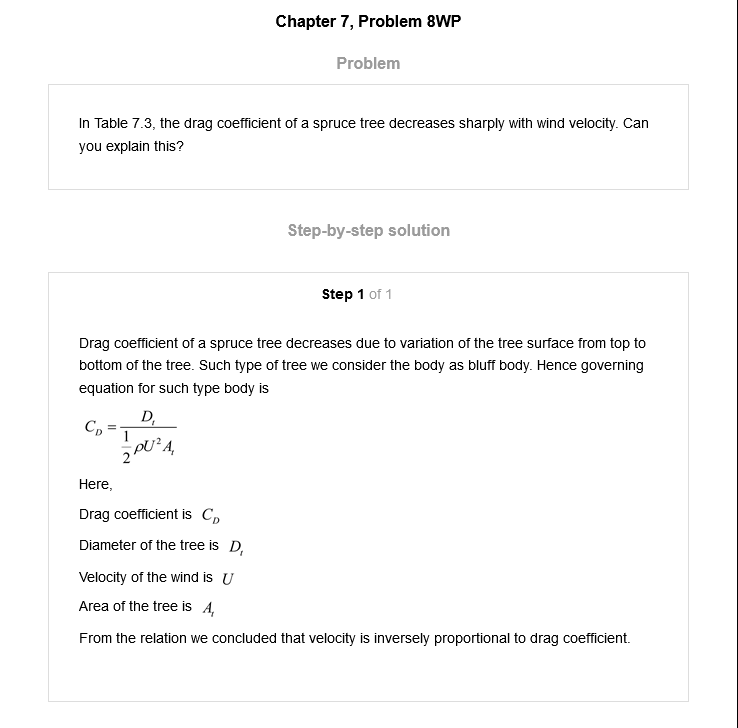 Chapter 7, Problem 8WP
Problem
In Table 7.3, the drag coefficient of a spruce tree decreases sharply with wind velocity. Can
you explain this?
Step-by-step solution
Step 1 of 1
Drag coefficient of a spruce tree decreases due to variation of the tree surface from top to
bottom of the tree. Such type of tree we consider the body as bluff body. Hence governing
equation for such type body is
C_D = D_t / (1/2 ρU² A_t)
Here,
Drag coefficient is C_D
Diameter of the tree is D_t
Velocity of the wind is U
Area of the tree is A_t
From the relation we concluded that velocity is inversely proportional to drag coefficient.